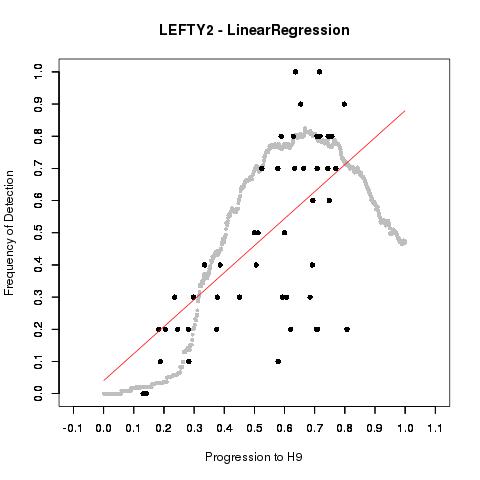 LEFTY2 - LinearRegression
Frequency of Detection
1.0
0.9
0.8
0.7
0.6
0.5
0.4
0.3
0.2
0.1
0.0
-0.1 0.0 0.1 0.2 0.3 0.4 0.5 0.6 0.7 0.8 0.9 1.0 1.1
Progression to H9